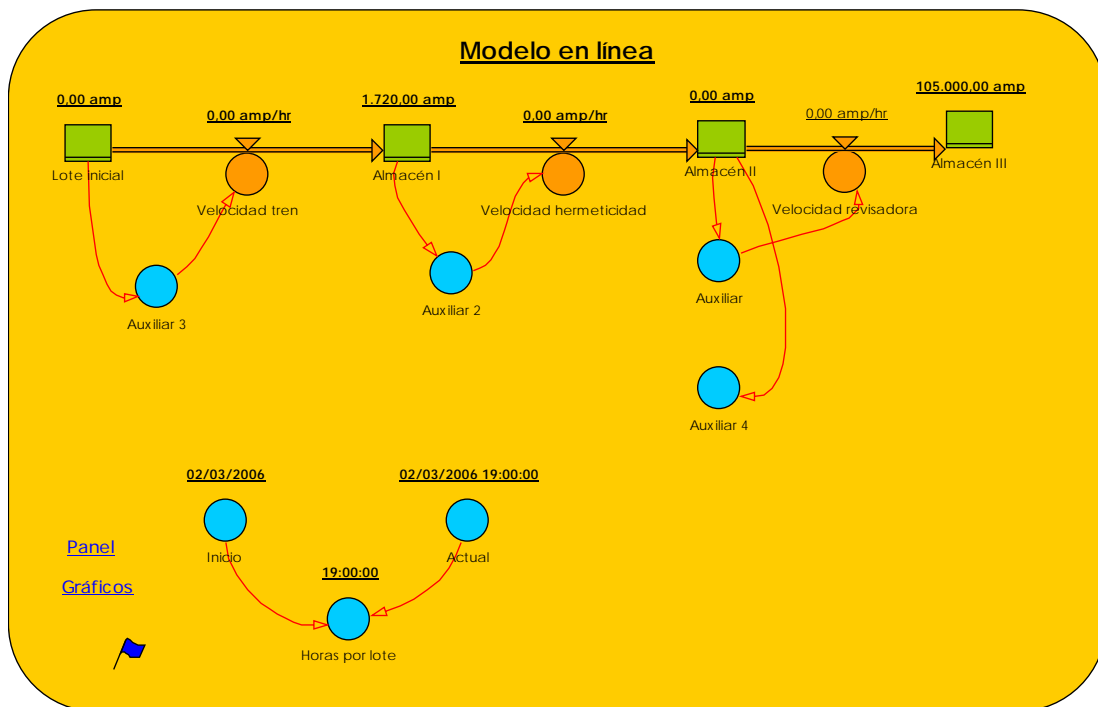 Modelo en línea
0,00 amp
0,00 amp/hr
1.720,00 amp
0,00 amp/hr
0,00 amp
0,00 amp/hr
105.000,00 amp
Lote inicial
Velocidad tren
Almacén I
Velocidad hermeticidad
Almacén II
Velocidad revisadora
Almacén III
Auxiliar 3
Auxiliar 2
Auxiliar
Auxiliar 4
02/03/2006
02/03/2006 19:00:00
Inicio
Actual
Panel
Gráficos
19:00:00
Horas por lote